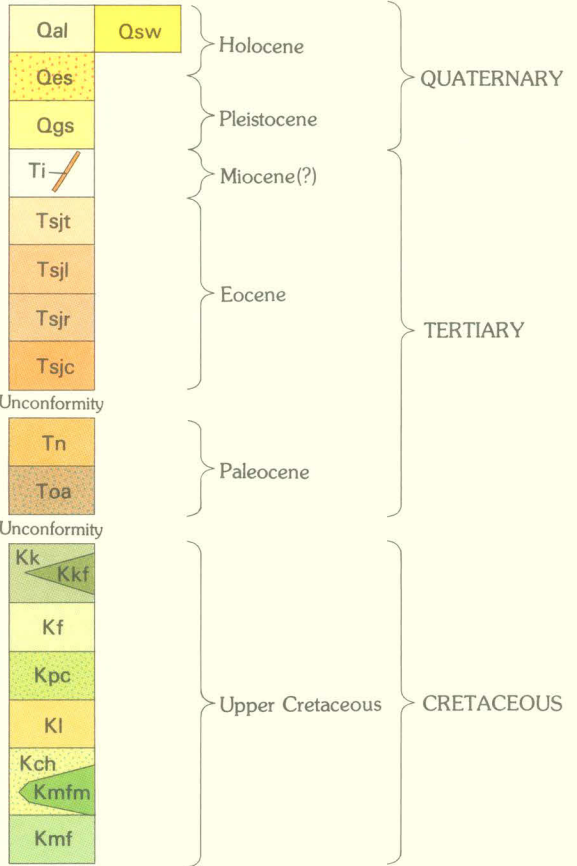 Qal Qsw
Holocene
Qes
QUATERNARY
Qgs
Pleistocene
Ti
Miocene(?)
Tsjt
Tsjl
Eocene
Tsjr
TERTIARY
Tsjc
Unconformity
Tn
Paleocene
Toa
Unconformity
Kk
Kkf
Kf
Kpc
Upper Cretaceous
CRETACEOUS
Kl
Kch
Kmfm
Kmf